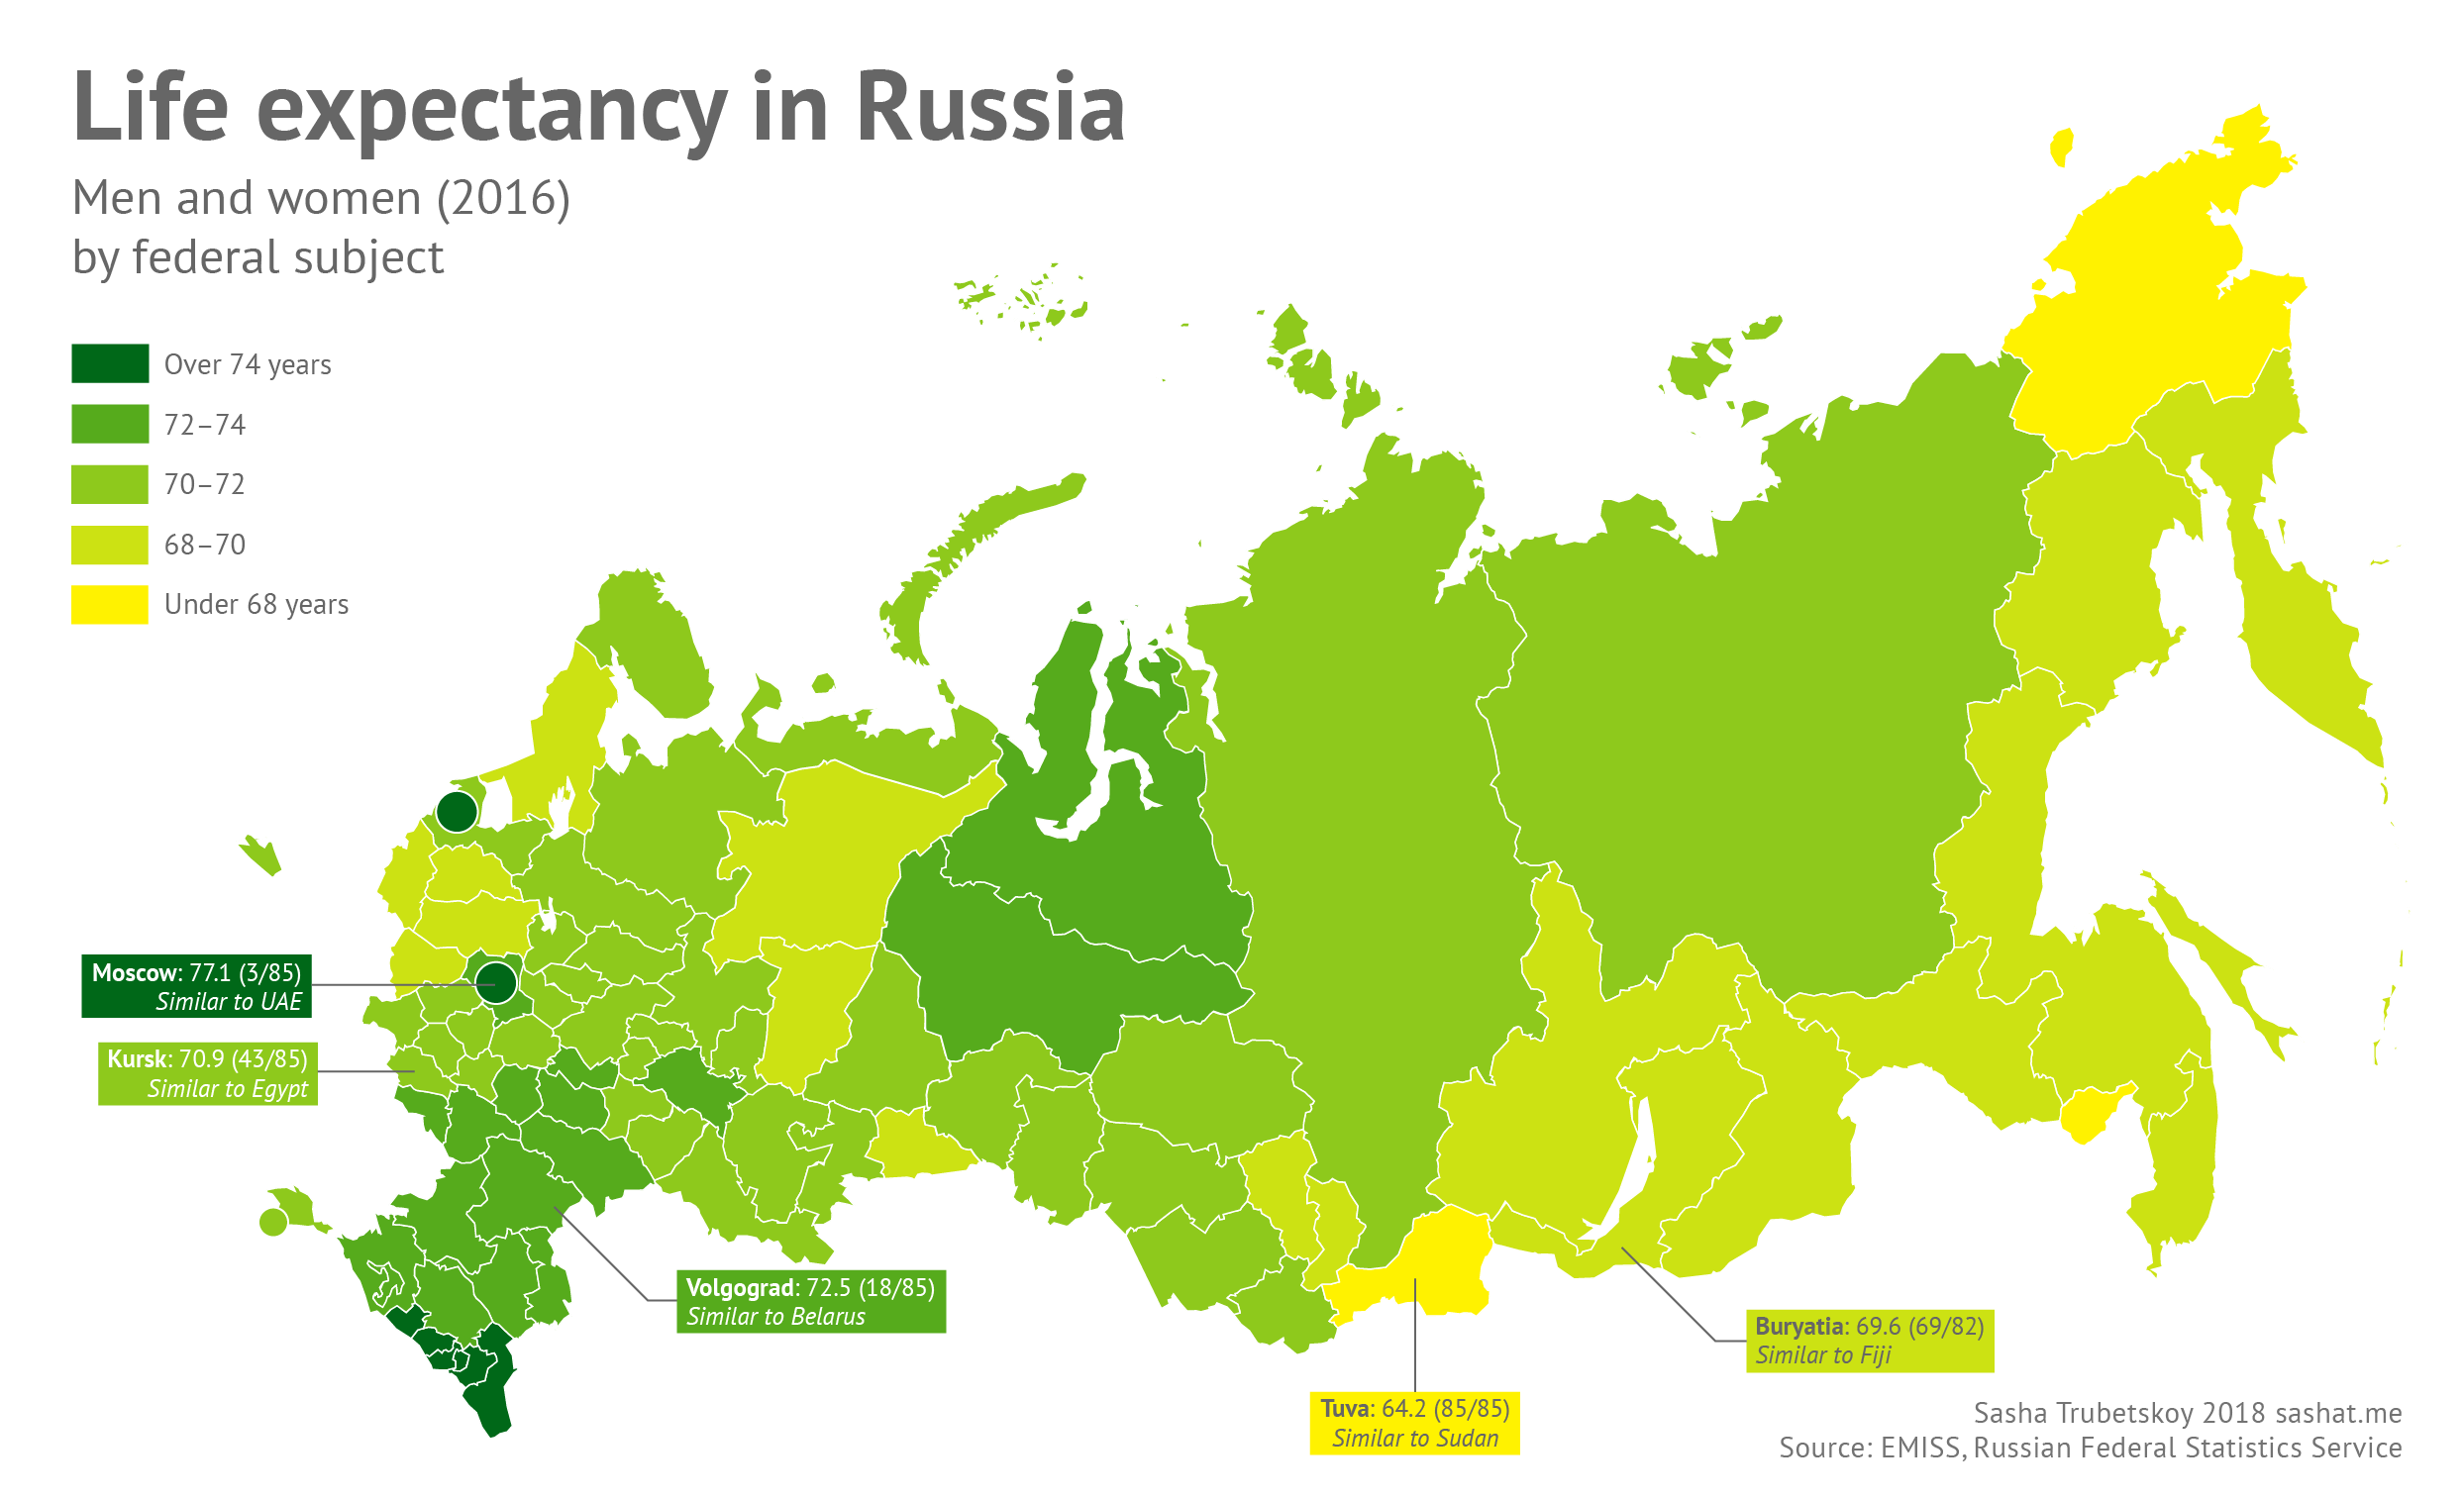 Life expectancy in Russia
Men and women (2016)
by federal subject
Over 74 years
72–74
70–72
68–70
Under 68 years
Moscow: 77.1 (3/85)
Similar to UAE
Kursk: 70.9 (43/85)
Similar to Egypt
Volgograd: 72.5 (18/85)
Similar to Belarus
Buryatia: 69.6 (69/82)
Similar to Fiji
Tuva: 64.2 (85/85)
Similar to Sudan
Sasha Trubetskoy 2018 sashat.me
Source: EMISS, Russian Federal Statistics Service